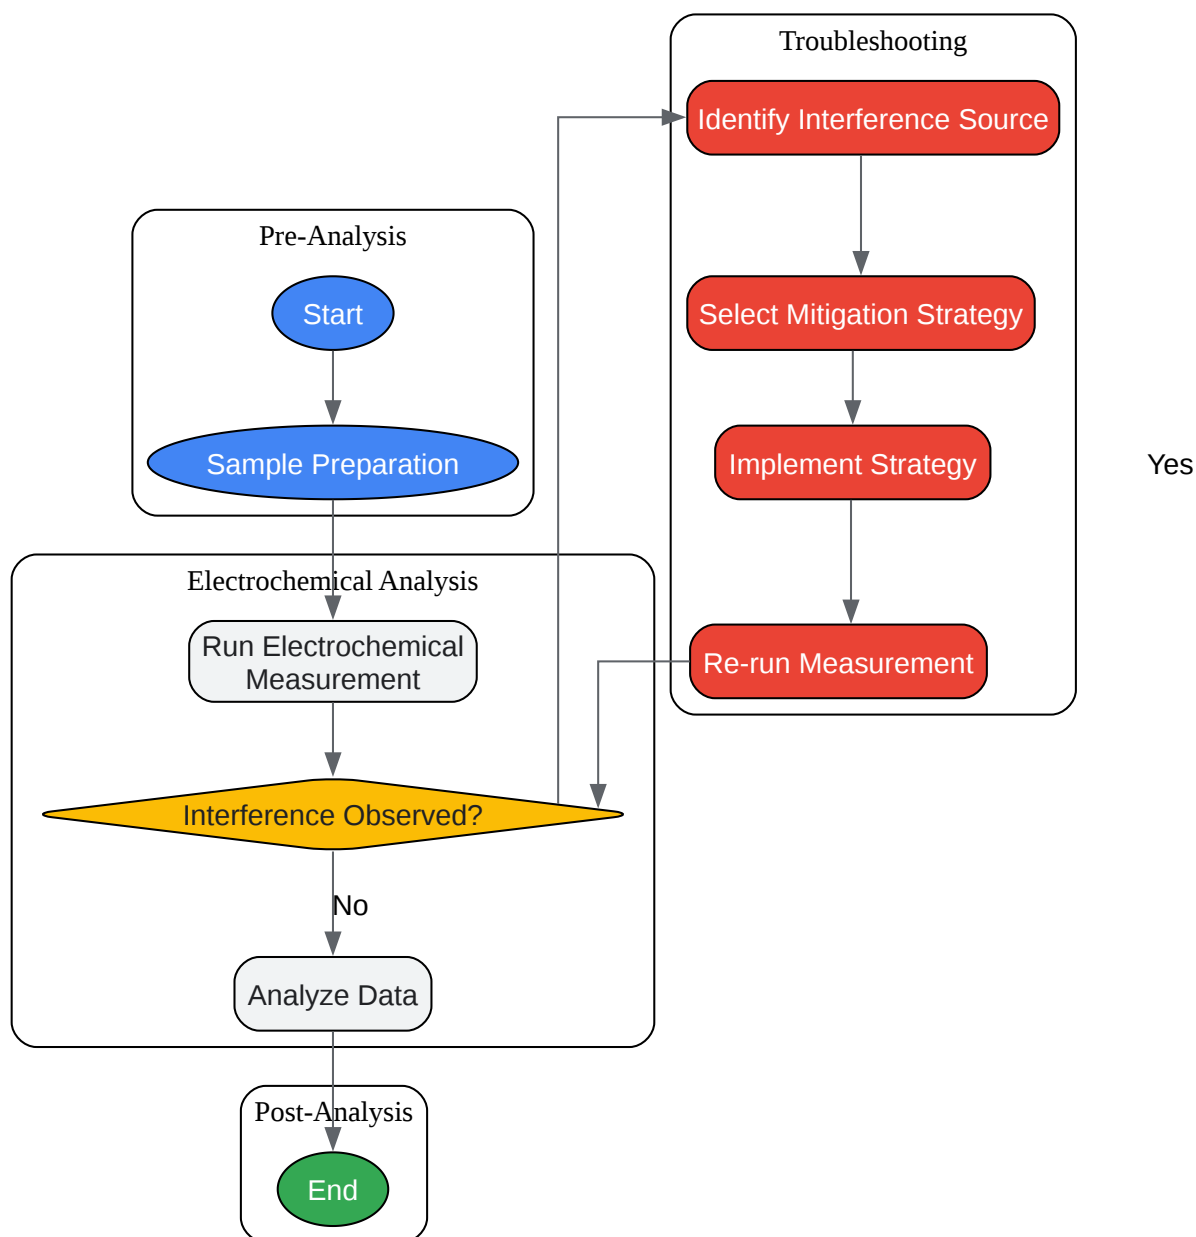 Troubleshooting
Identify Interference Source
Select Mitigation Strategy
Implement Strategy
Re-run Measurement
Yes
Pre-Analysis
Start
Sample Preparation
Electrochemical Analysis
Run Electrochemical
Measurement
Interference Observed?
No
Analyze Data
Post-Analysis
End